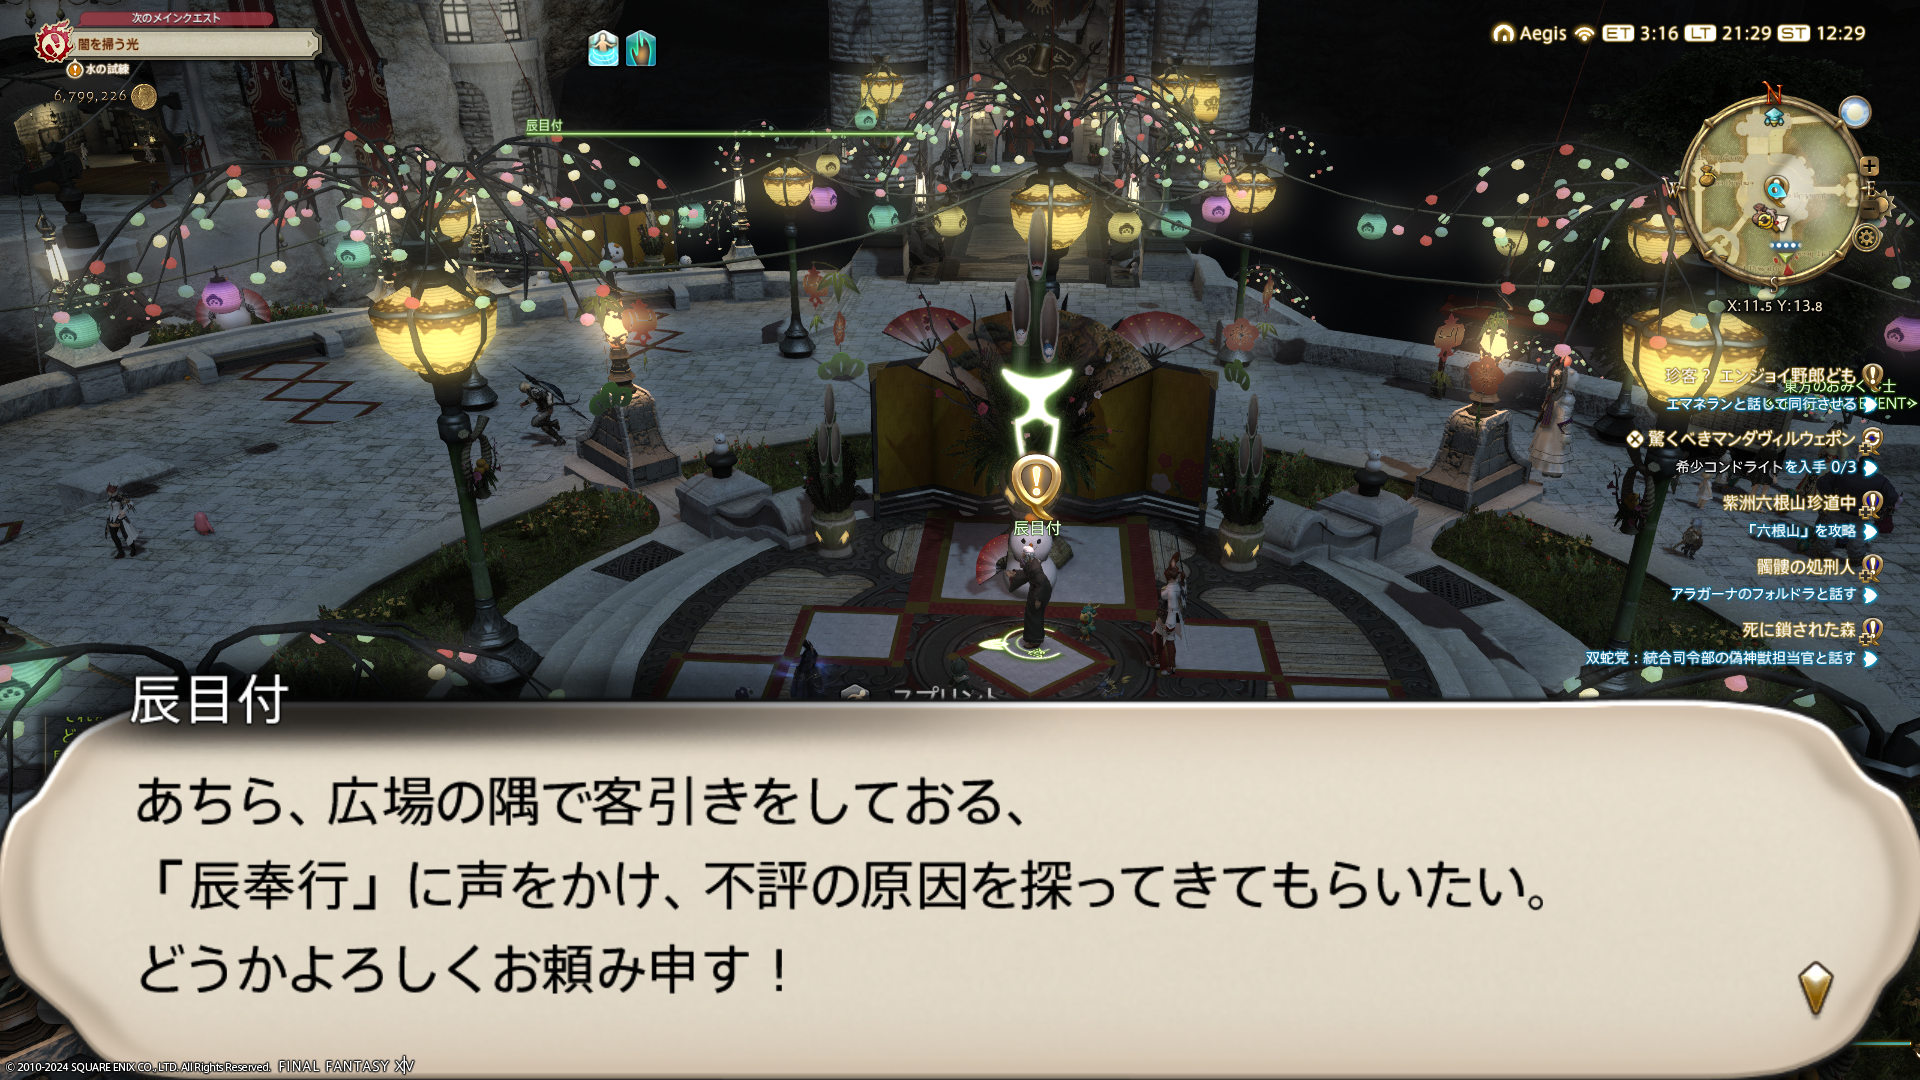 次のメインクエスト
闇を掃う光
水の試練
6,799,226
Aegis ET 3:16 LT 21:29 ST 12:29
辰目付
N
W
E
S
X:11.5 Y:13.8
珍客？ エンジョイ野郎ども
エマネランと話して同行させる
驚くべきマンダヴィルウェポン
希少コンドライトを入手 0/3
紫洲六根山珍道中
「六根山」を攻略
髑髏の処刑人
アラガーナのフォルドラと話す
死に鎖された森
双蛇党：統合司令部の偽神獣担当官と話す
辰目付
スプリント
辰目付
あちら、広場の隅で客引きをしておる、
「辰奉行」に声をかけ、不評の原因を探ってきてもらいたい。
どうかよろしくお頼み申す！
© 2010-2024 SQUARE ENIX CO., LTD. All Rights Reserved. FINAL FANTASY XIV